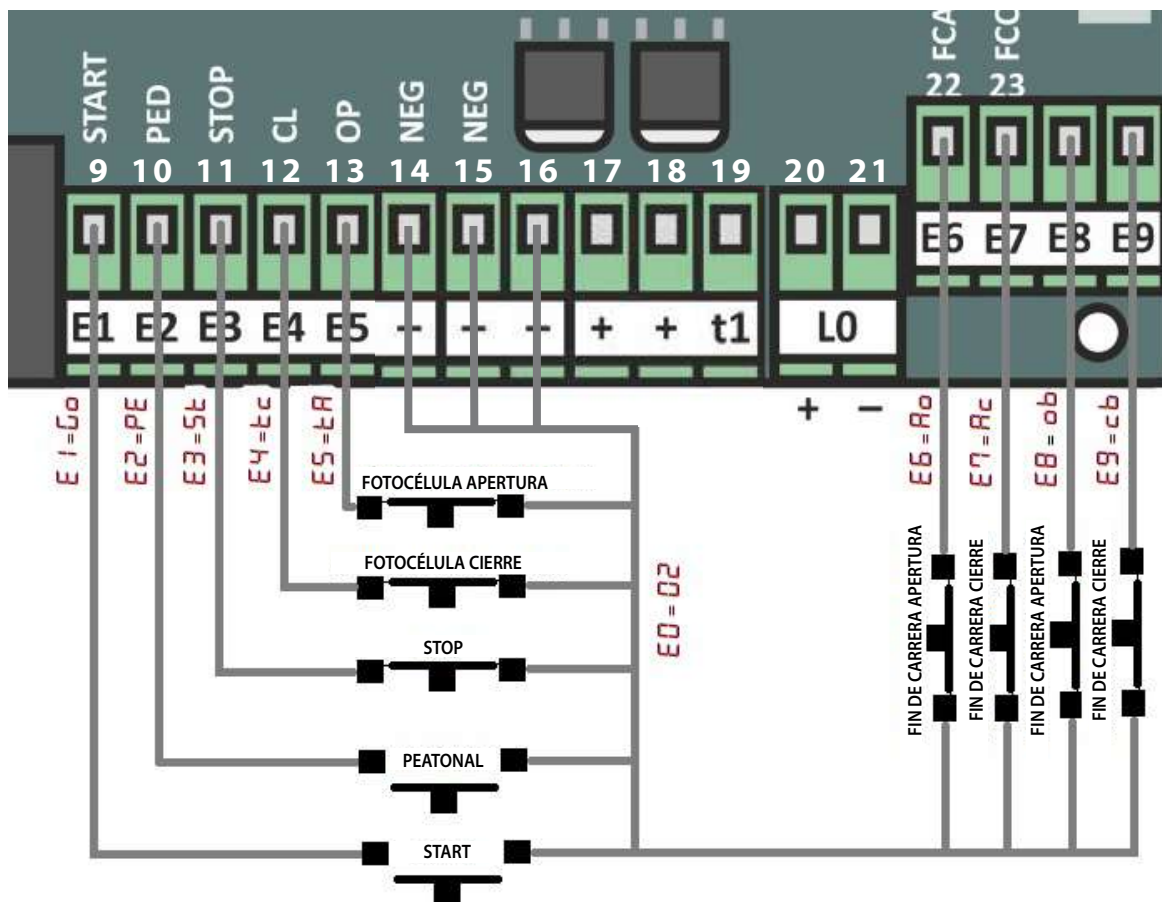 START PED STOP CL OP NEG NEG
9 10 11 12 13 14 15 16 17 18 19 20 21
FCA FCC
22 23
E1 E2 E3 E4 E5 - - - + + t1 L0
E6 E7 E8 E9
+ -
E1=Go
E2=PE
E3=St
E4=tc
E5=tA
E6=Ao
E7=Ac
E8=ob
E9=cb
FOTOCÉLULA APERTURA
FOTOCÉLULA CIERRE
STOP
PEATONAL
START
E0=02
FIN DE CARRERA APERTURA
FIN DE CARRERA CIERRE
FIN DE CARRERA APERTURA
FIN DE CARRERA CIERRE